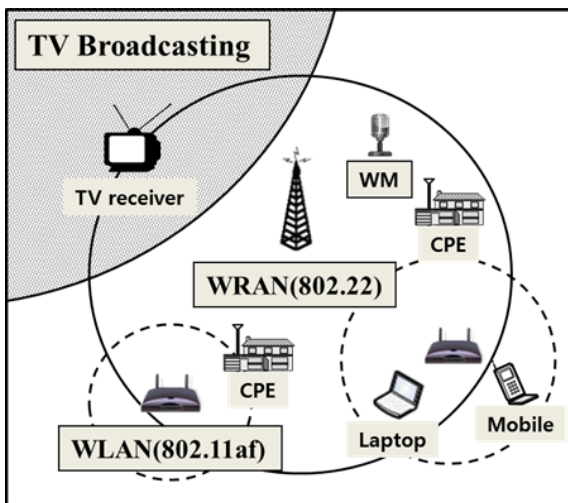 TV Broadcasting
TV receiver
WM
CPE
WRAN(802.22)
CPE
WLAN(802.11af)
Laptop
Mobile